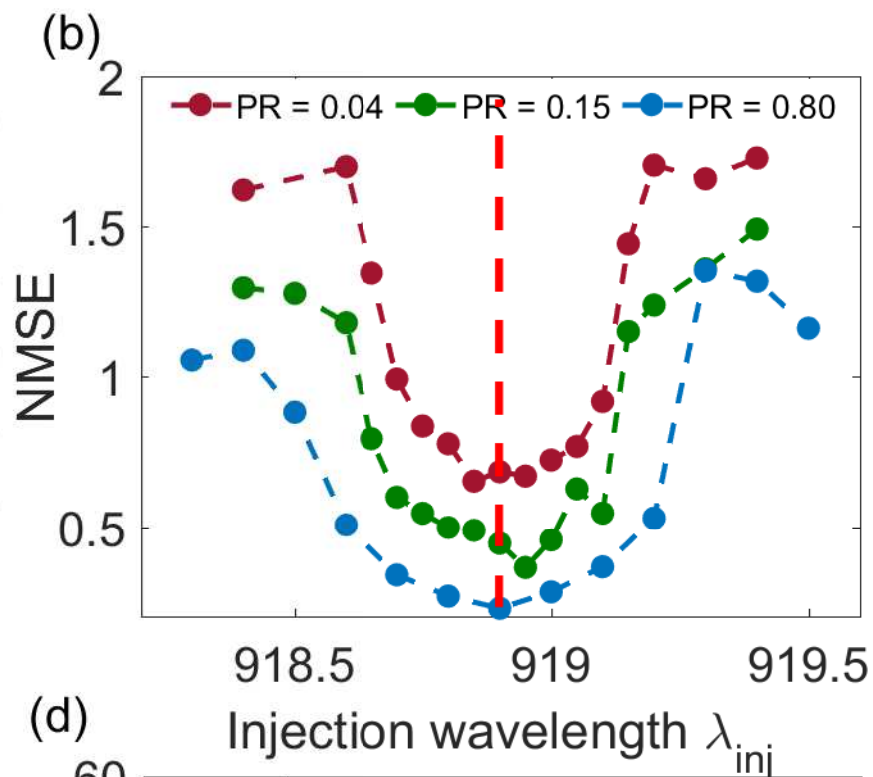 (b)
2
PR = 0.04 PR = 0.15 PR = 0.80
1.5
NMSE
1
0.5
918.5 919 919.5
Injection wavelength λinj
(d)
60